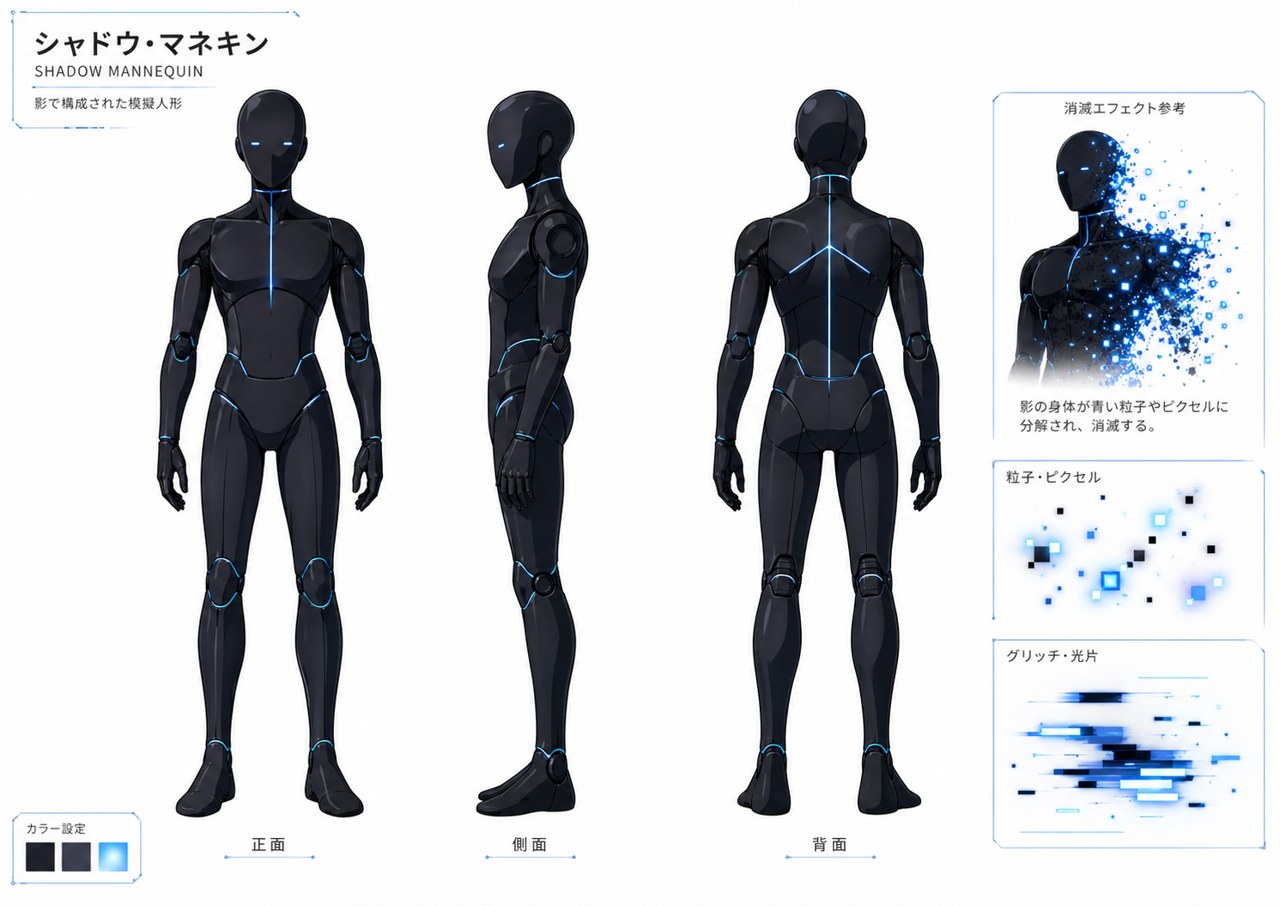 シャドウ・マネキン
SHADOW MANNEQUIN
影で構成された模擬人形
消滅エフェクト参考
影の身体が青い粒子やピクセルに
分解され、消滅する。
粒子・ピクセル
グリッチ・光片
カラー設定
正面
側面
背面